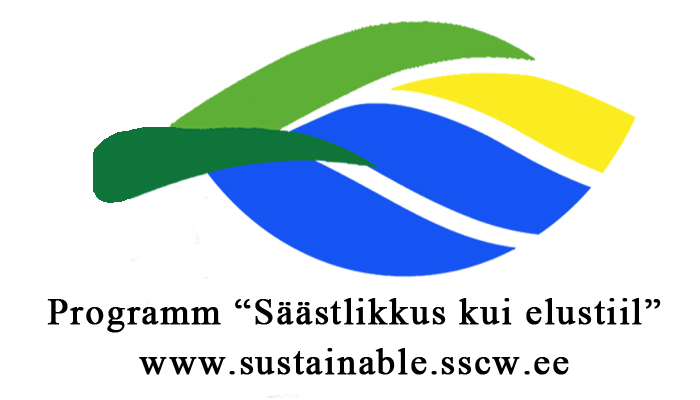 Programm “Säästlikkus kui elustiil”
www.sustainable.sscw.ee